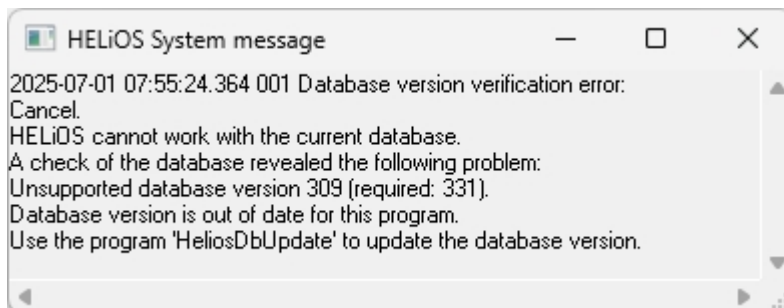 HELiOS System message
2025-07-01 07:55:24.364 001 Database version verification error:
Cancel.
HELiOS cannot work with the current database.
A check of the database revealed the following problem:
Unsupported database version 309 (required: 331).
Database version is out of date for this program.
Use the program 'HeliosDbUpdate' to update the database version.